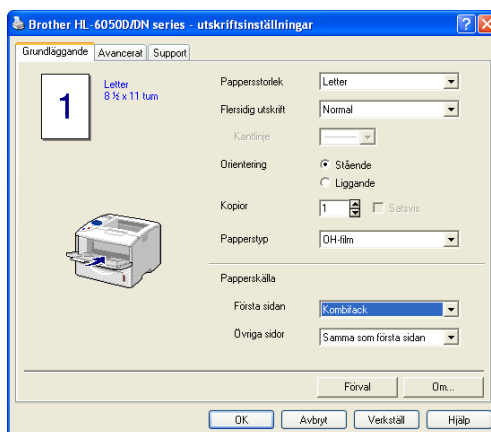 Brother HL-6050D/DN series - utskriftsinställningar
Grundläggande Avancerat Support
1
Letter
8 ½ x 11 tum
Pappersstorlek Letter
Flersidig utskrift Normal
Kantlinje
Orientering Stående
Liggande
Kopior 1 Satsvis
Papperstyp OH-film
Papperskälla
Första sidan Kombifack
Övriga sidor Samma som första sidan
Förval Om...
OK Avbryt Verkställ Hjälp